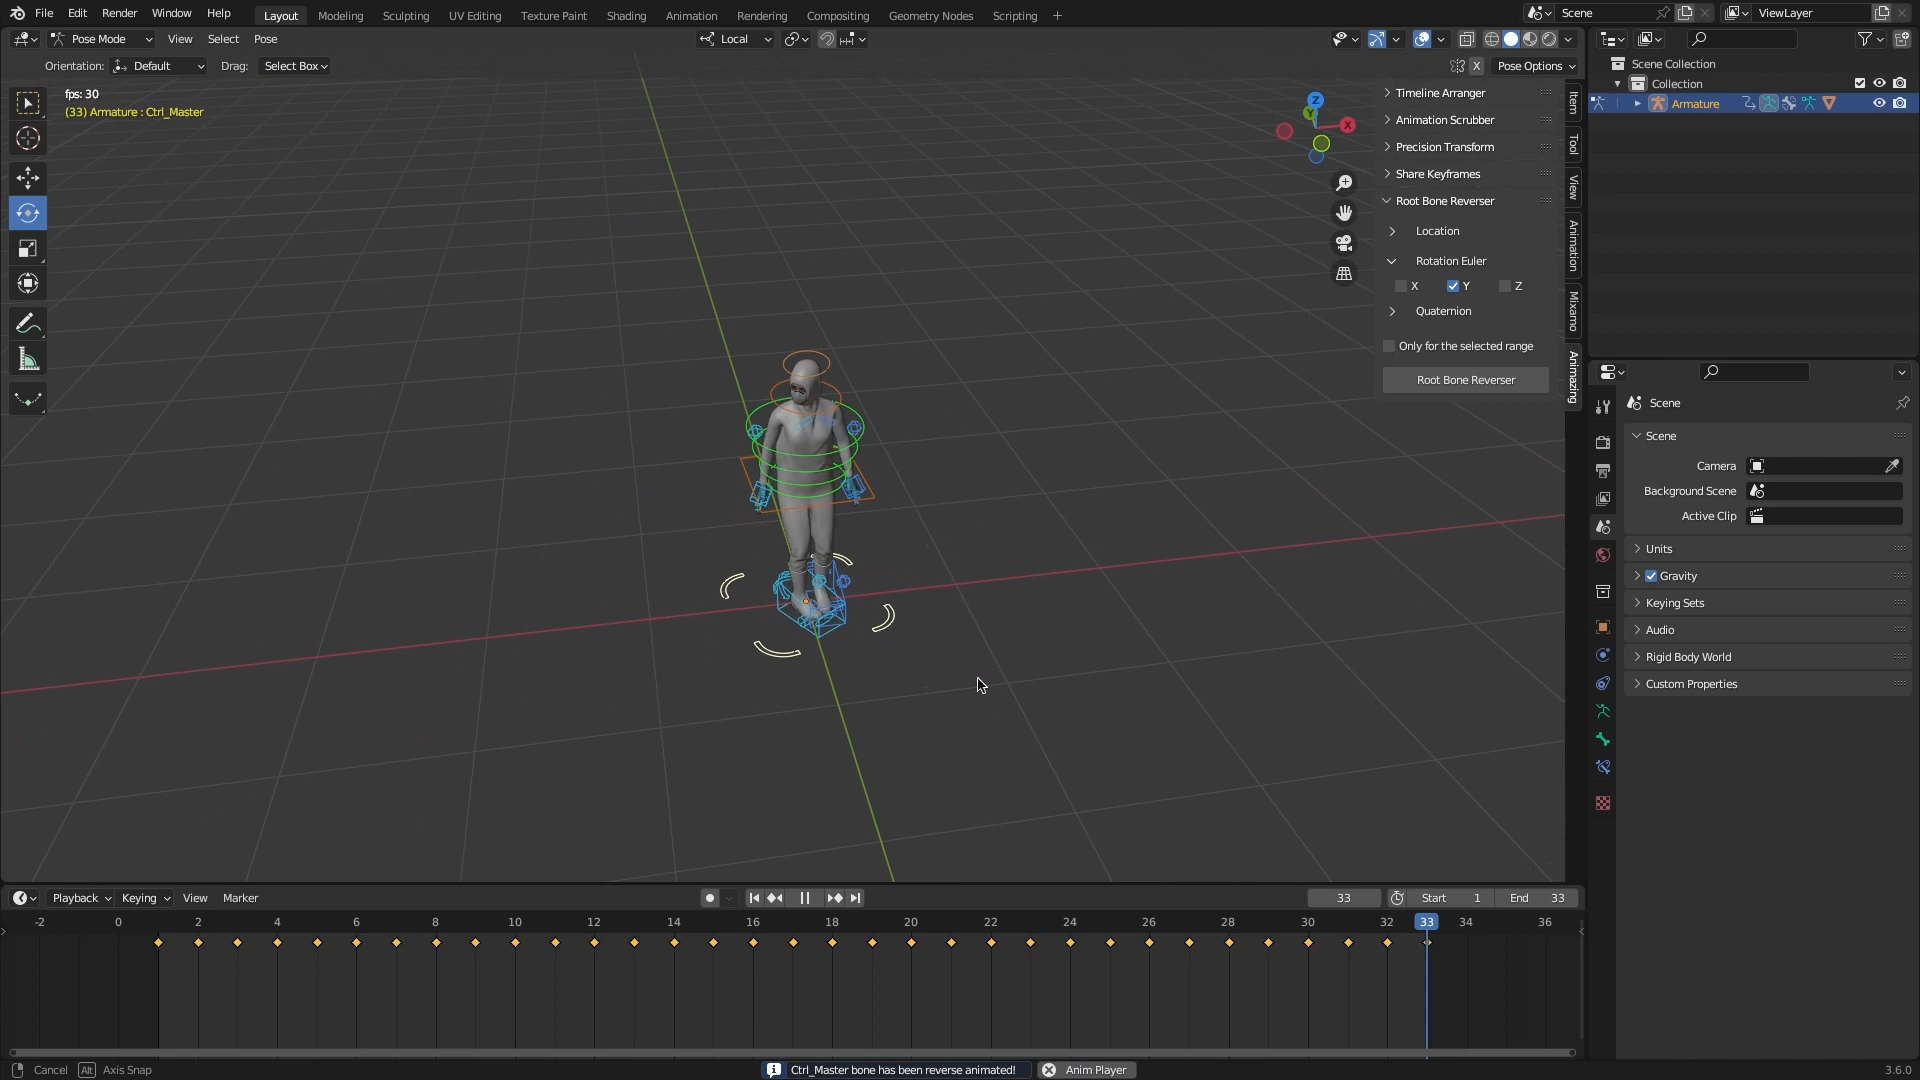 File Edit Render Window Help Layout Modeling Sculpting UV Editing Texture Paint Shading Animation Rendering Compositing Geometry Nodes Scripting + Scene ViewLayer
Pose Mode View Select Pose Local
Orientation: Default Drag: Select Box X Pose Options
fps: 30
(33) Armature : Ctrl_Master
Z
Y
X
Timeline Arranger
Animation Scrubber
Precision Transform
Share Keyframes
Root Bone Reverser
Location
Rotation Euler
X Y Z
Quaternion
Only for the selected range
Root Bone Reverser
Item
Tool
View
Animation
Mixamo
Animazing
Scene Collection
Collection
Armature
Scene
Scene
Camera
Background Scene
Active Clip
Units
Gravity
Keying Sets
Audio
Rigid Body World
Custom Properties
Playback Keying View Marker 33 Start 1 End 33
-2 0 2 4 6 8 10 12 14 16 18 20 22 24 26 28 30 32 33 34 36
Cancel Alt Axis Snap Ctrl_Master bone has been reverse animated! Anim Player 3.6.0